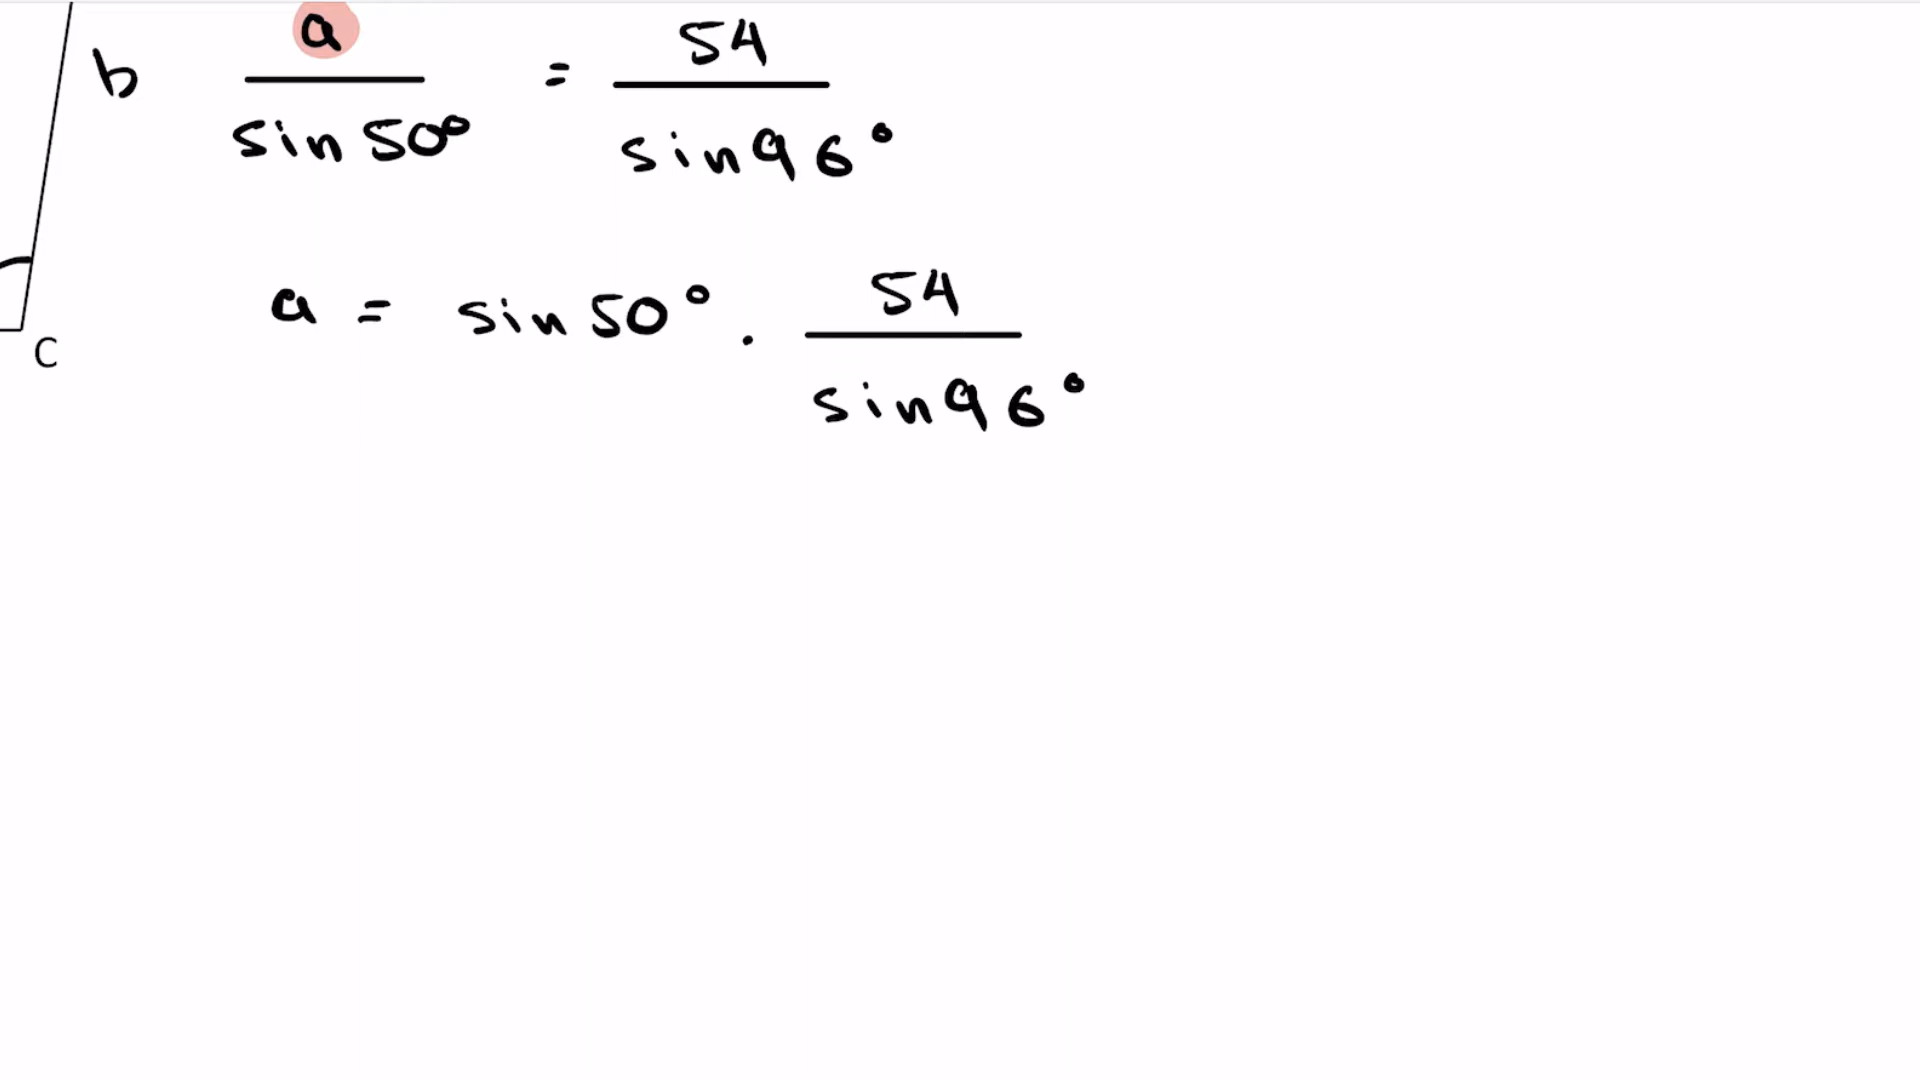 b a/sin 50° = 54/sin 96°
a = sin 50° . 54/sin 96°
C